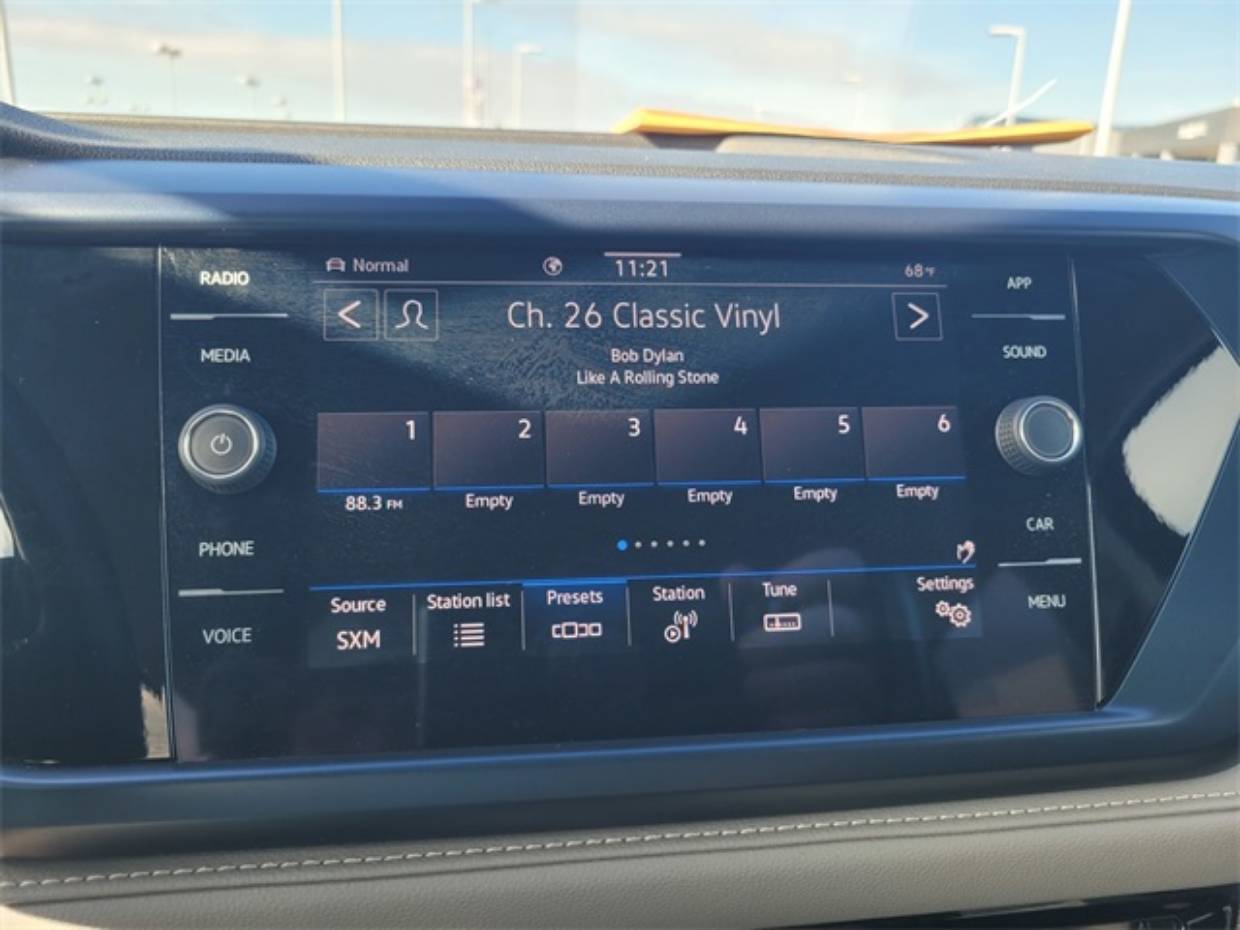 RADIO
MEDIA
PHONE
VOICE
Normal
11:21
68°F
Ch. 26 Classic Vinyl
Bob Dylan
Like A Rolling Stone
1 2 3 4 5 6
88.3 FM Empty Empty Empty Empty Empty
Source Station list Presets Station Tune Settings
SXM
APP
SOUND
CAR
MENU